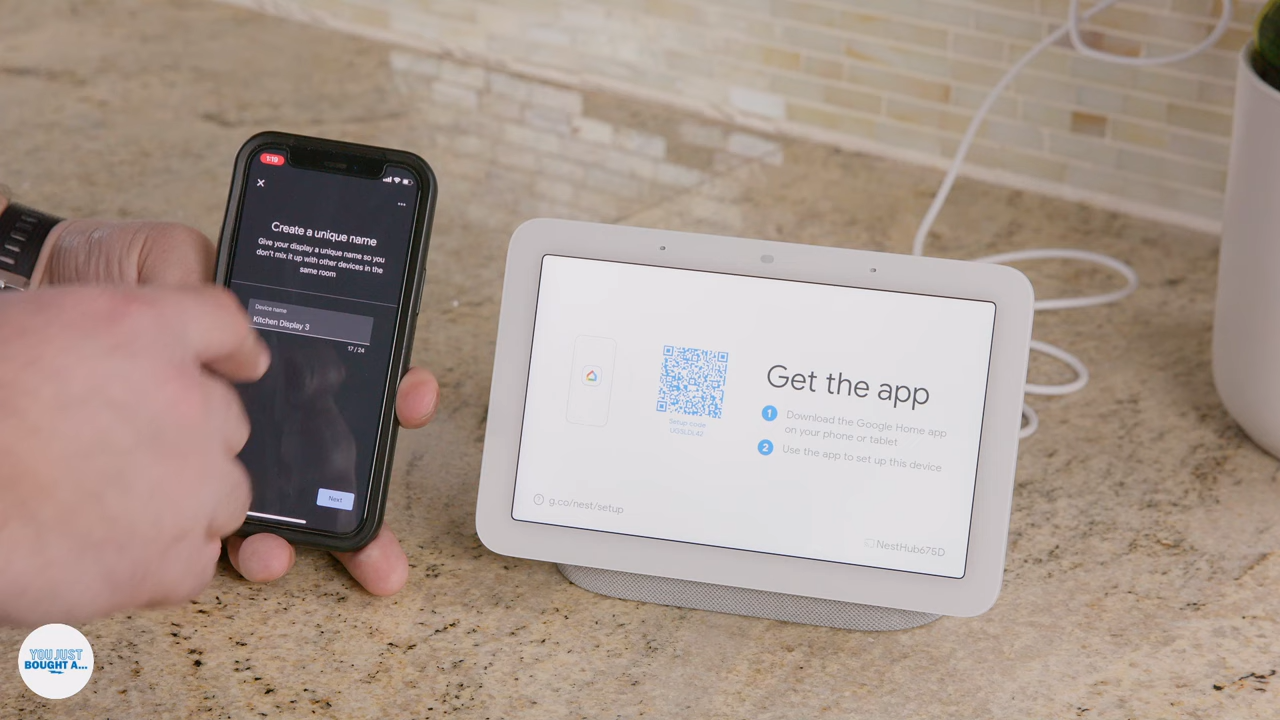 1:19
Create a unique name
Give your display a unique name so you
don't mix it up with other devices in the
same room
Device name
Kitchen Display 3
17 / 24
Next
Get the app
1 Download the Google Home app
on your phone or tablet
2 Use the app to set up this device
Setup code
g.co/nest/setup
NestHub675D
YOU JUST
BOUGHT A...